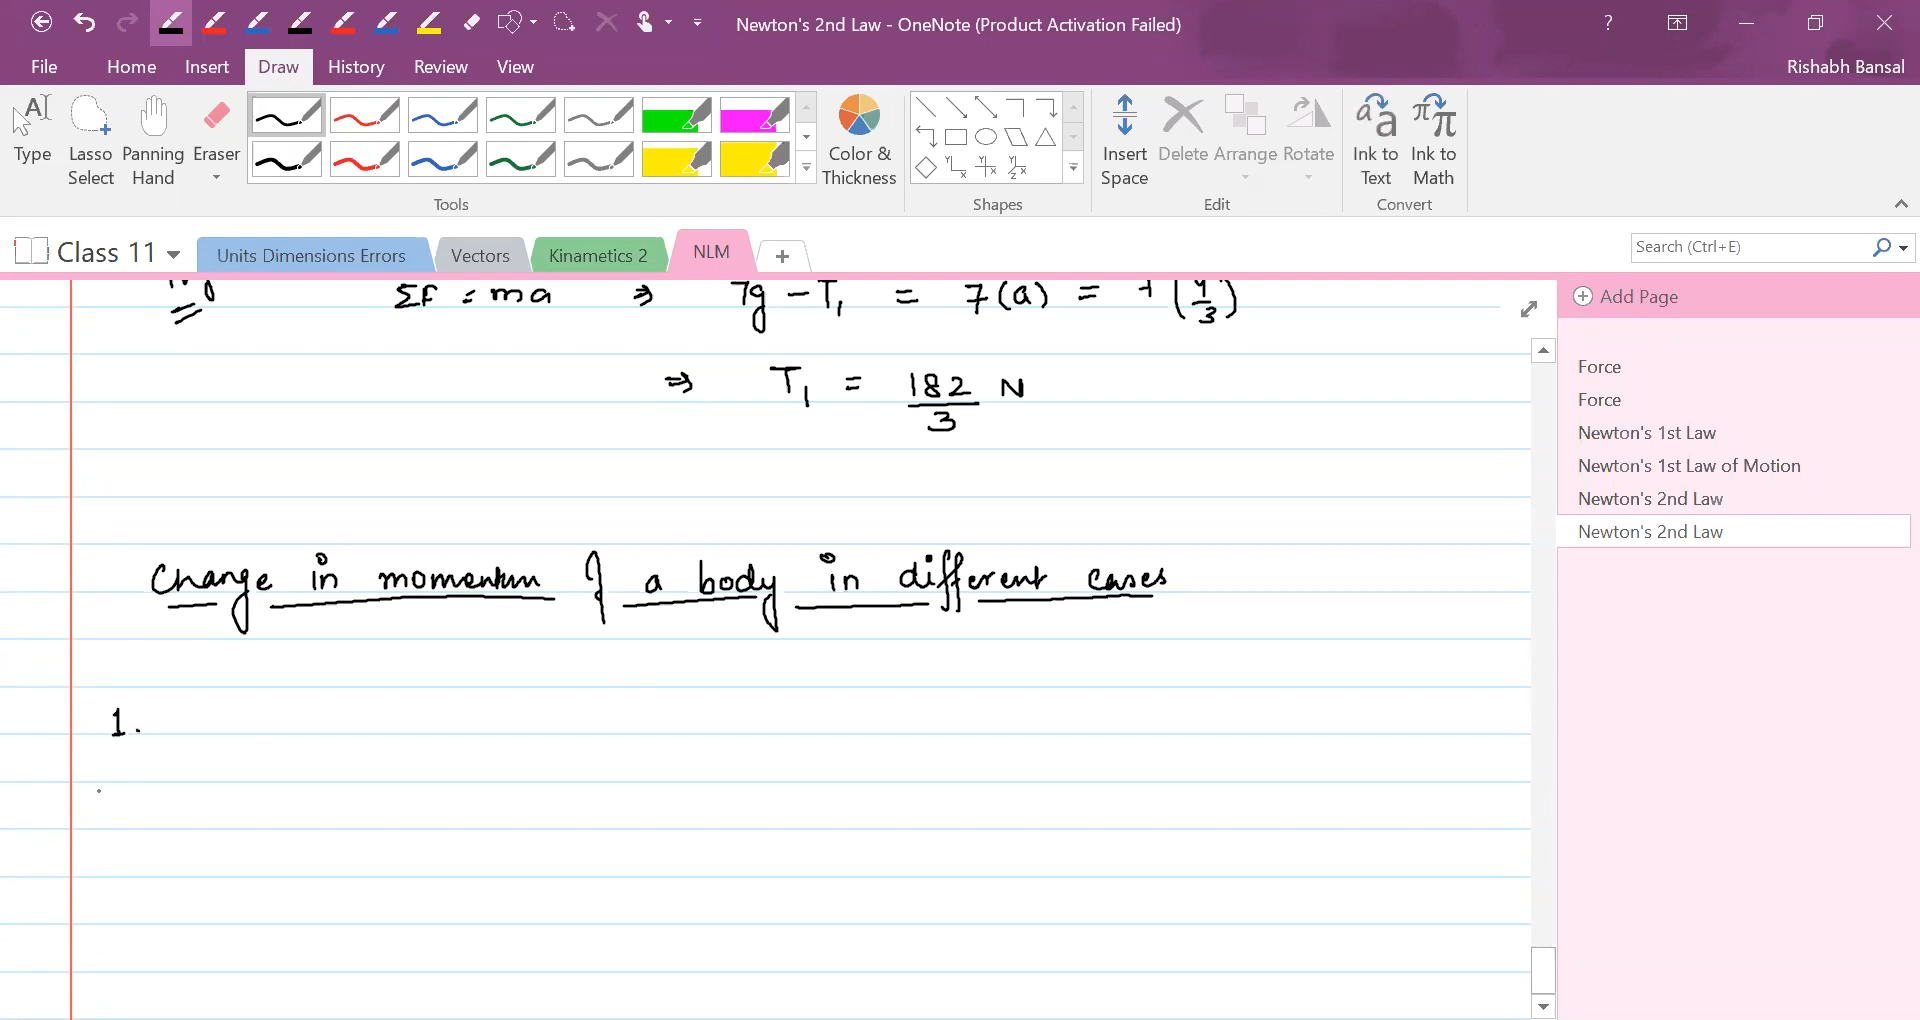 Newton's 2nd Law - OneNote (Product Activation Failed)
?
File Home Insert Draw History Review View
Rishabh Bansal
Type
Lasso Select
Panning Hand
Eraser
Color & Thickness
Insert Space
Delete
Arrange
Rotate
Ink to Text
Ink to Math
Tools
Shapes
Edit
Convert
Class 11
Units Dimensions Errors
Vectors
Kinametics 2
NLM
+
Search (Ctrl+E)
ΣF = ma ⇒ 7g - T₁ = 7(a) =
⇒ T₁ = 182/3 N
Change in momentum of a body in different cases
1.
Add Page
Force
Force
Newton's 1st Law
Newton's 1st Law of Motion
Newton's 2nd Law
Newton's 2nd Law